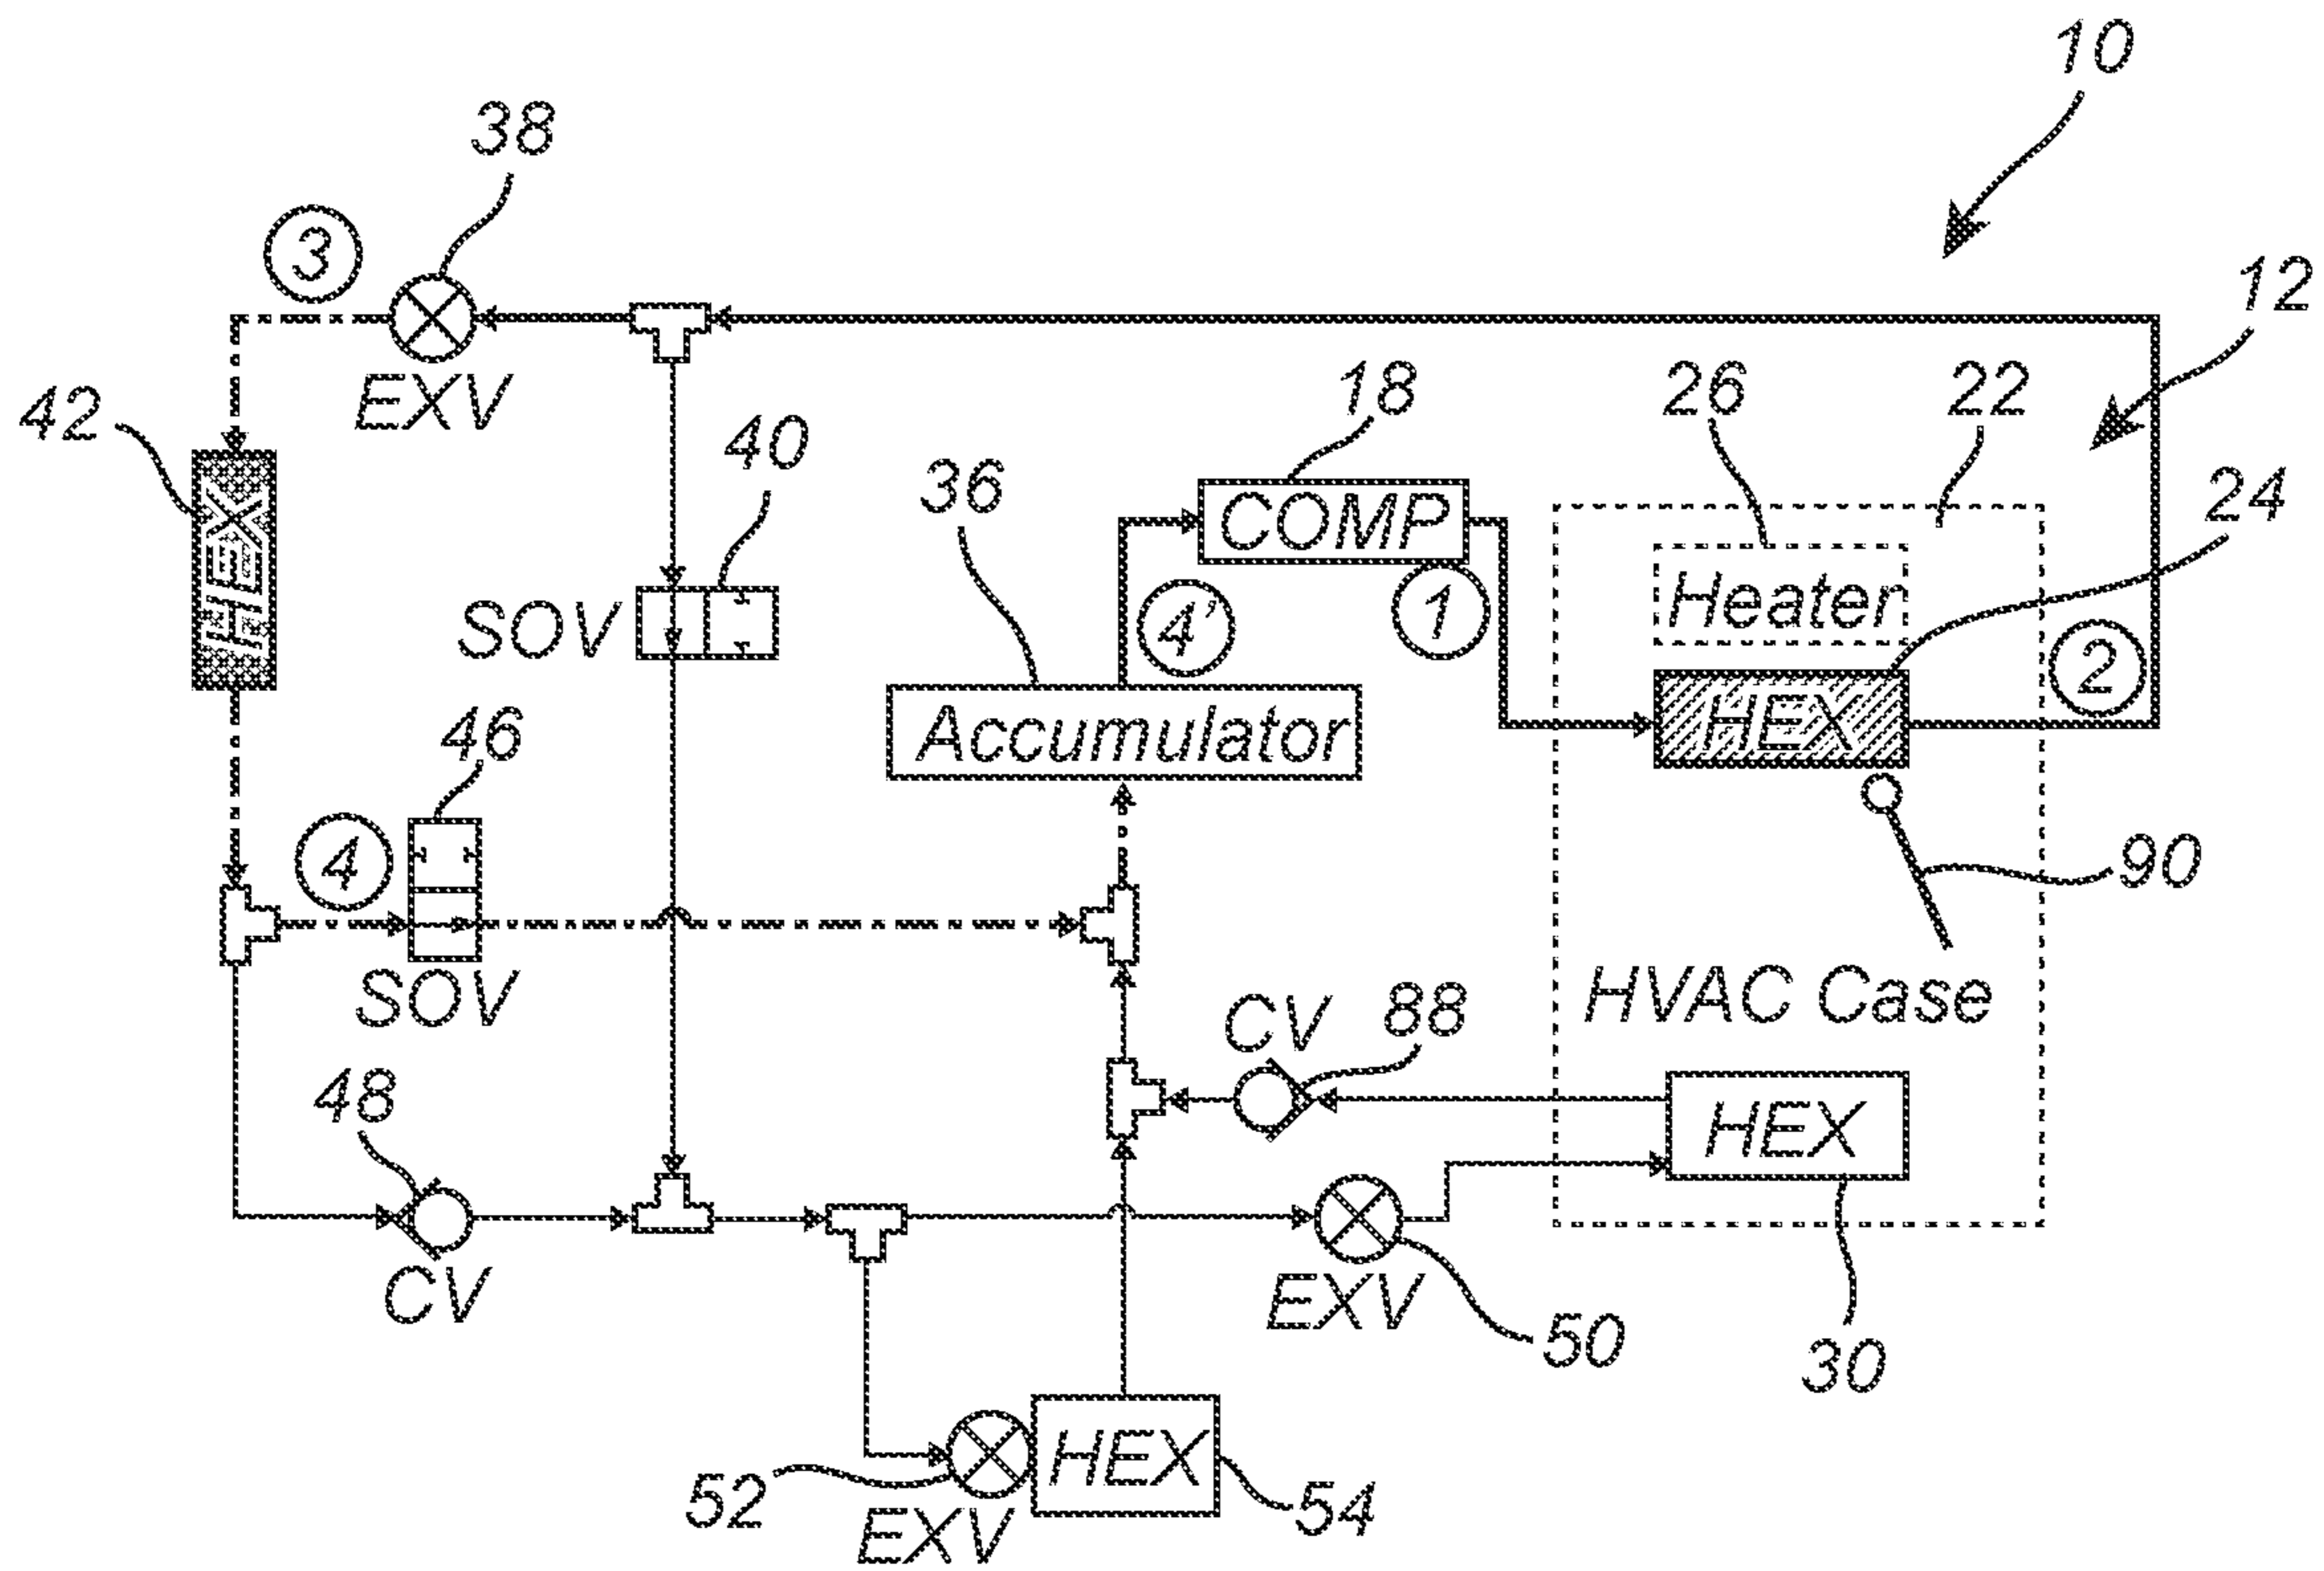 10
38
3
12
EXV
42
HEX
18
26
22
40
36
COMP
24
SOV
4'
1
Heater
2
46
Accumulator
HEX
4
90
SOV
HVAC Case
CV
88
48
HEX
CV
EXV
50
30
52
HEX
54
EXV